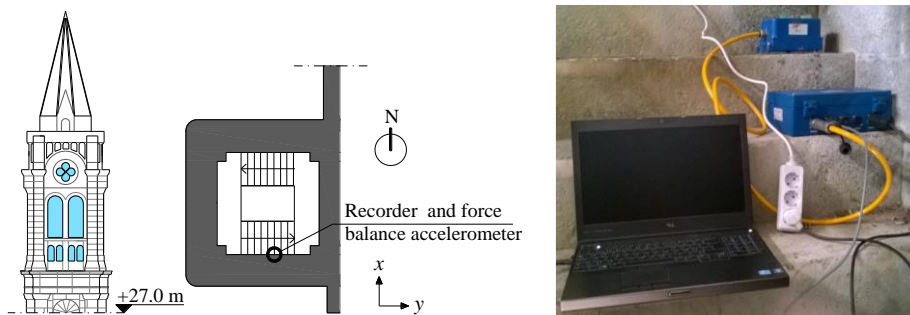 N
Recorder and force
balance accelerometer
+27.0 m
x
y